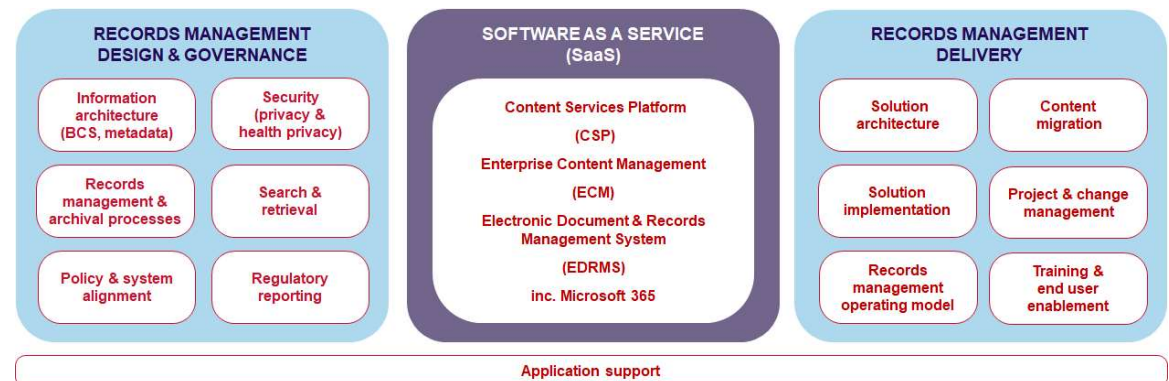 RECORDS MANAGEMENT
DESIGN & GOVERNANCE
Information
architecture
(BCS, metadata)
Security
(privacy &
health privacy)
Records
management &
archival processes
Search &
retrieval
Policy & system
alignment
Regulatory
reporting
SOFTWARE AS A SERVICE
(SaaS)
Content Services Platform
(CSP)
Enterprise Content Management
(ECM)
Electronic Document & Records
Management System
(EDRMS)
inc. Microsoft 365
RECORDS MANAGEMENT
DELIVERY
Solution
architecture
Content
migration
Solution
implementation
Project & change
management
Records
management
operating model
Training &
end user
enablement
Application support